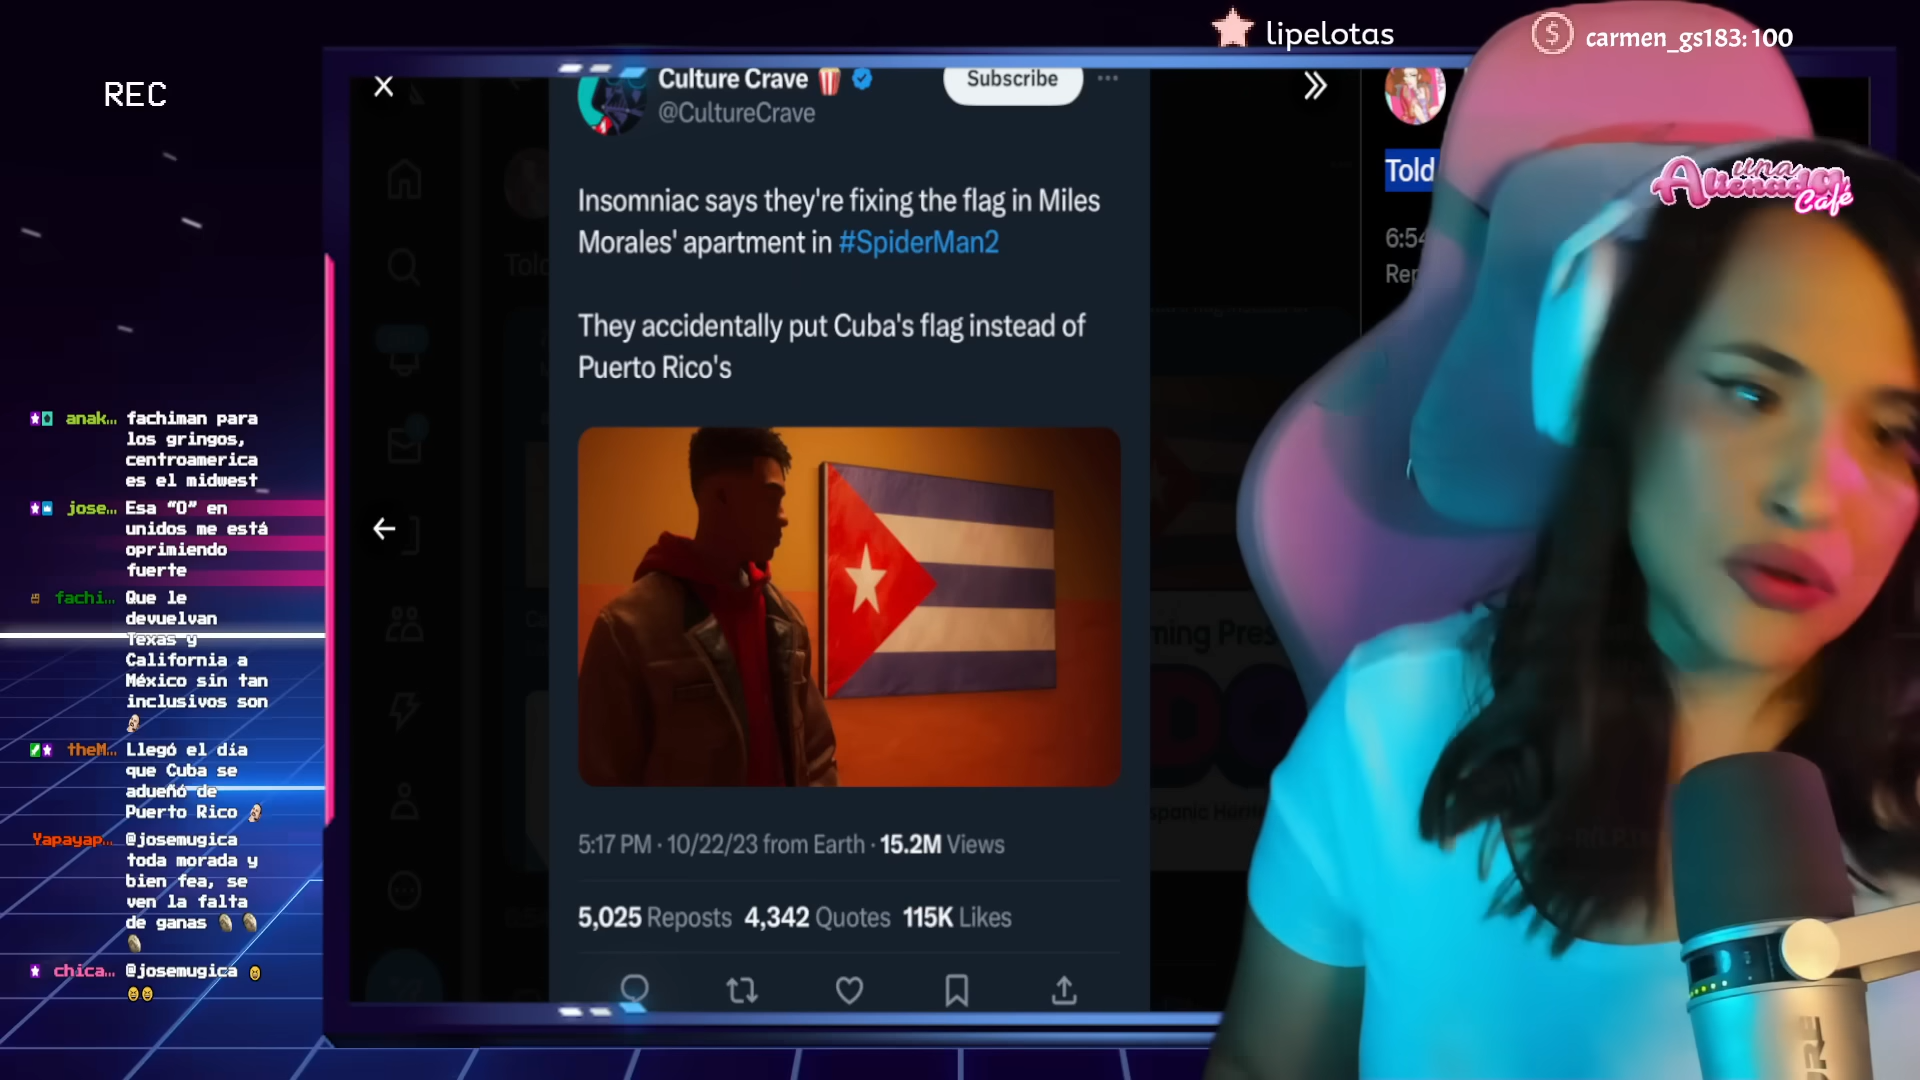 lipelotas
carmen_gs183: 100
REC
Culture Crave
Subscribe
@CultureCrave
Told
una
Alienada
Café
Insomniac says they're fixing the flag in Miles
Morales' apartment in #SpiderMan2
They accidentally put Cuba's flag instead of
Puerto Rico's
5:17 PM · 10/22/23 from Earth · 15.2M Views
5,025 Reposts 4,342 Quotes 115K Likes
anak... fachiman para
los gringos,
centroamerica
es el midwest
jose... Esa “O” en
unidos me está
oprimiendo
fuerte
fachi... Que le
devuelvan
Texas y
California a
México sin tan
inclusivos son
theM... Llegó el día
que Cuba se
adueñó de
Puerto Rico
Yapayap... @josemugica
toda morada y
bien fea, se
ven la falta
de ganas
chica... @josemugica